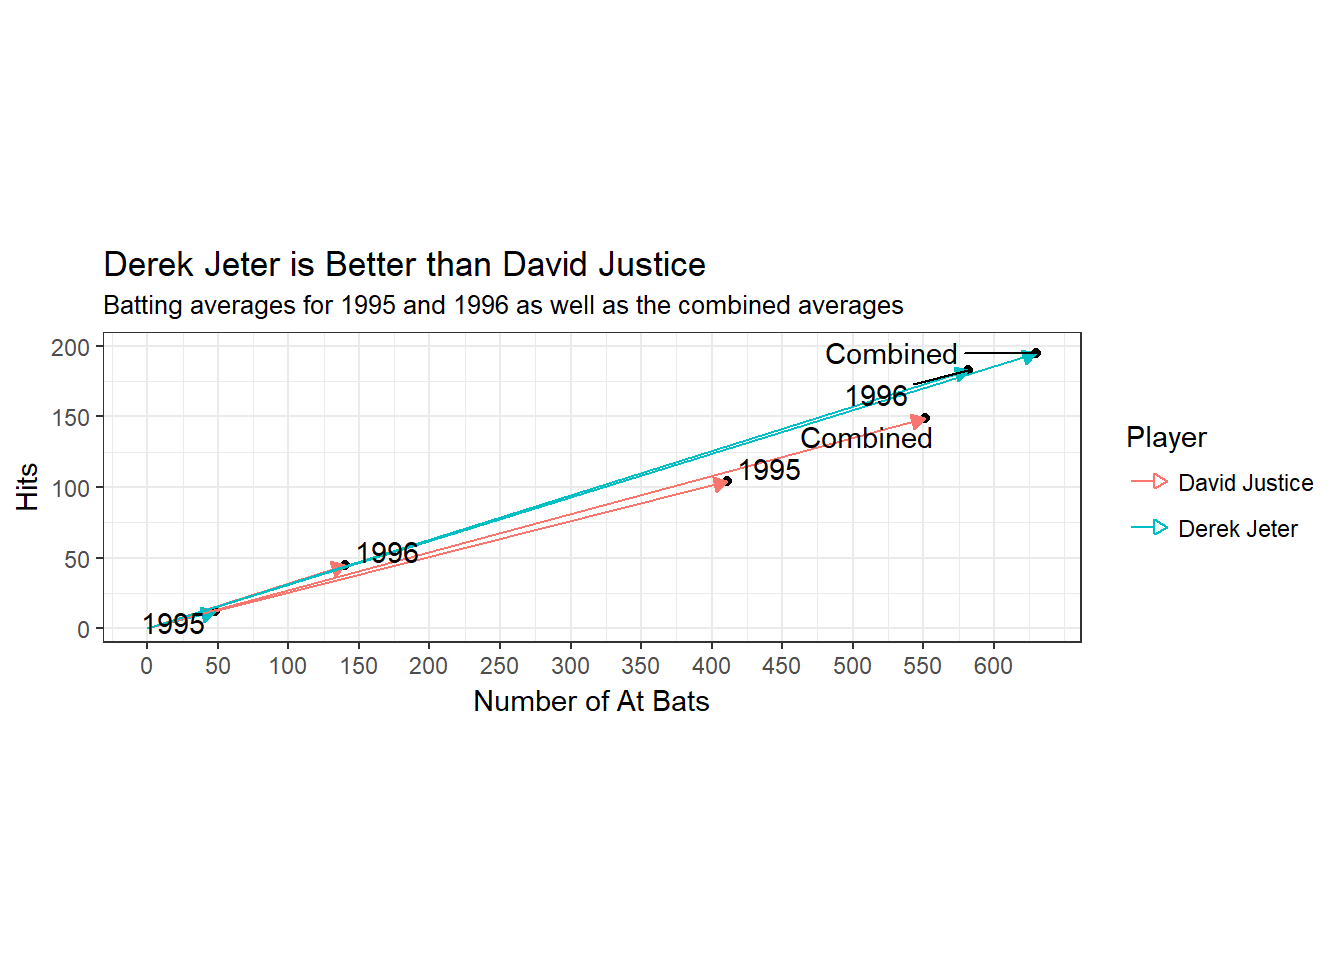 Derek Jeter is Better than David Justice
Batting averages for 1995 and 1996 as well as the combined averages
200
150
100
50
0
Hits
Combined
1996
Combined
1995
1996
1995
0 50 100 150 200 250 300 350 400 450 500 550 600
Number of At Bats
Player
David Justice
Derek Jeter